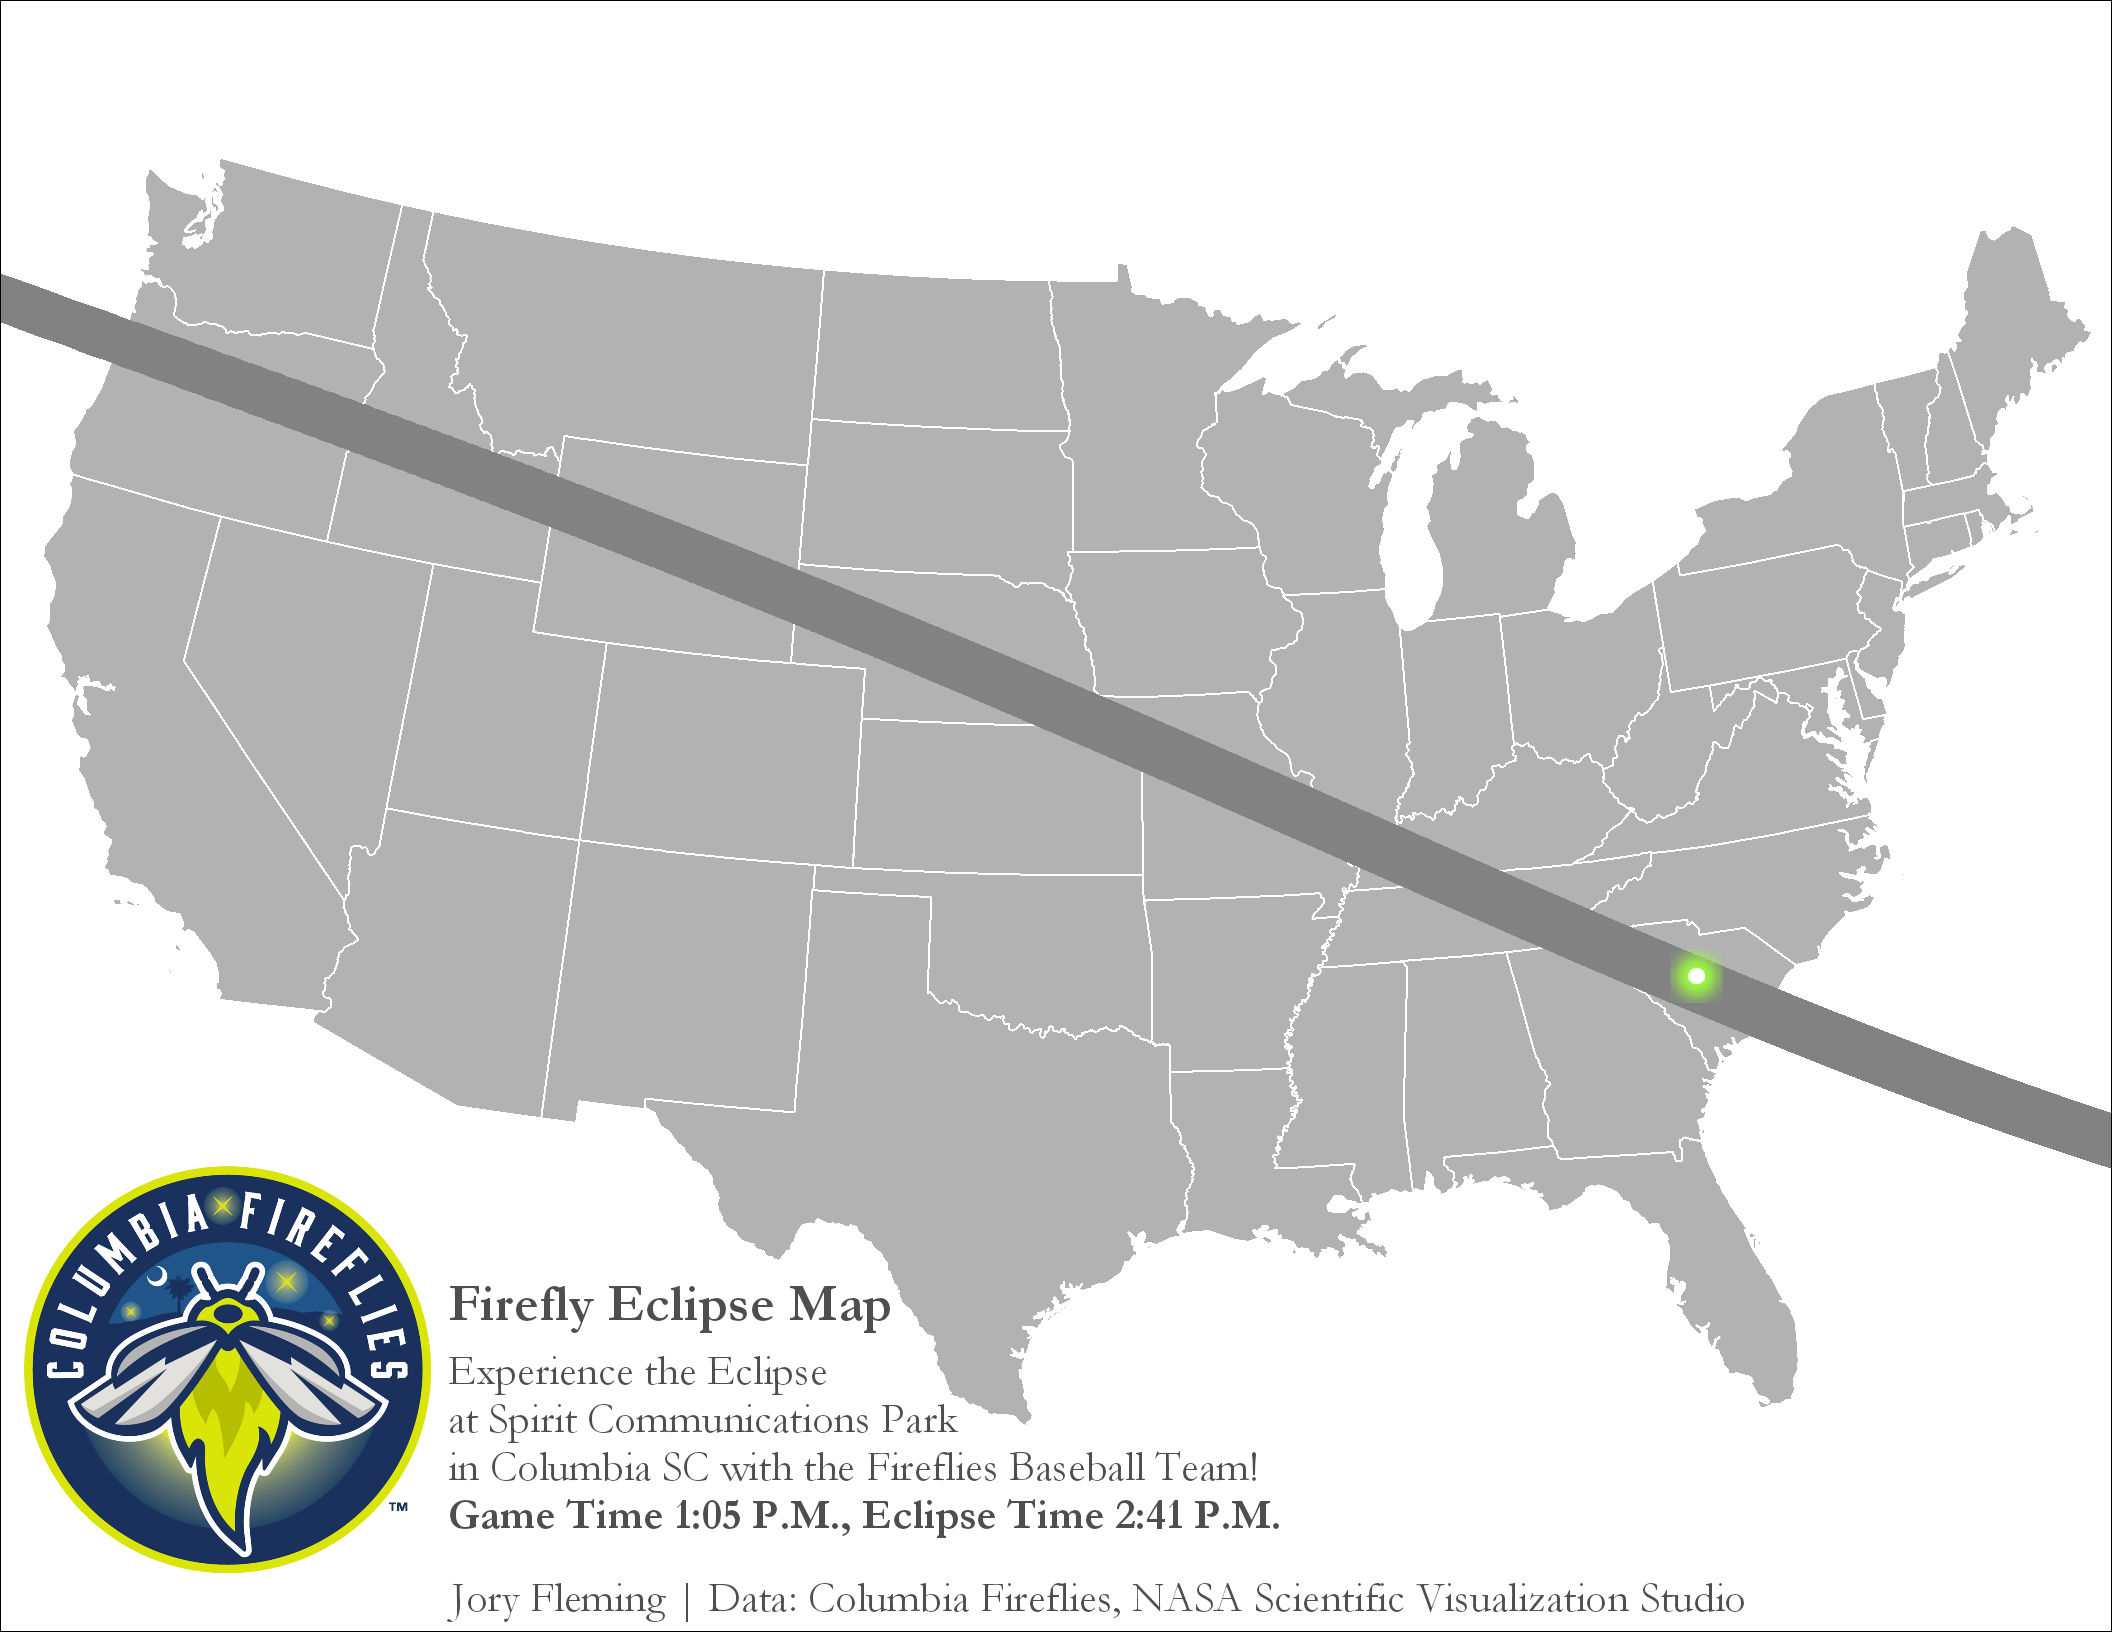 COLUMBIA FIREFLIES
TM
Firefly Eclipse Map
Experience the Eclipse
at Spirit Communications Park
in Columbia SC with the Fireflies Baseball Team!
Game Time 1:05 P.M., Eclipse Time 2:41 P.M.
Jory Fleming | Data: Columbia Fireflies, NASA Scientific Visualization Studio